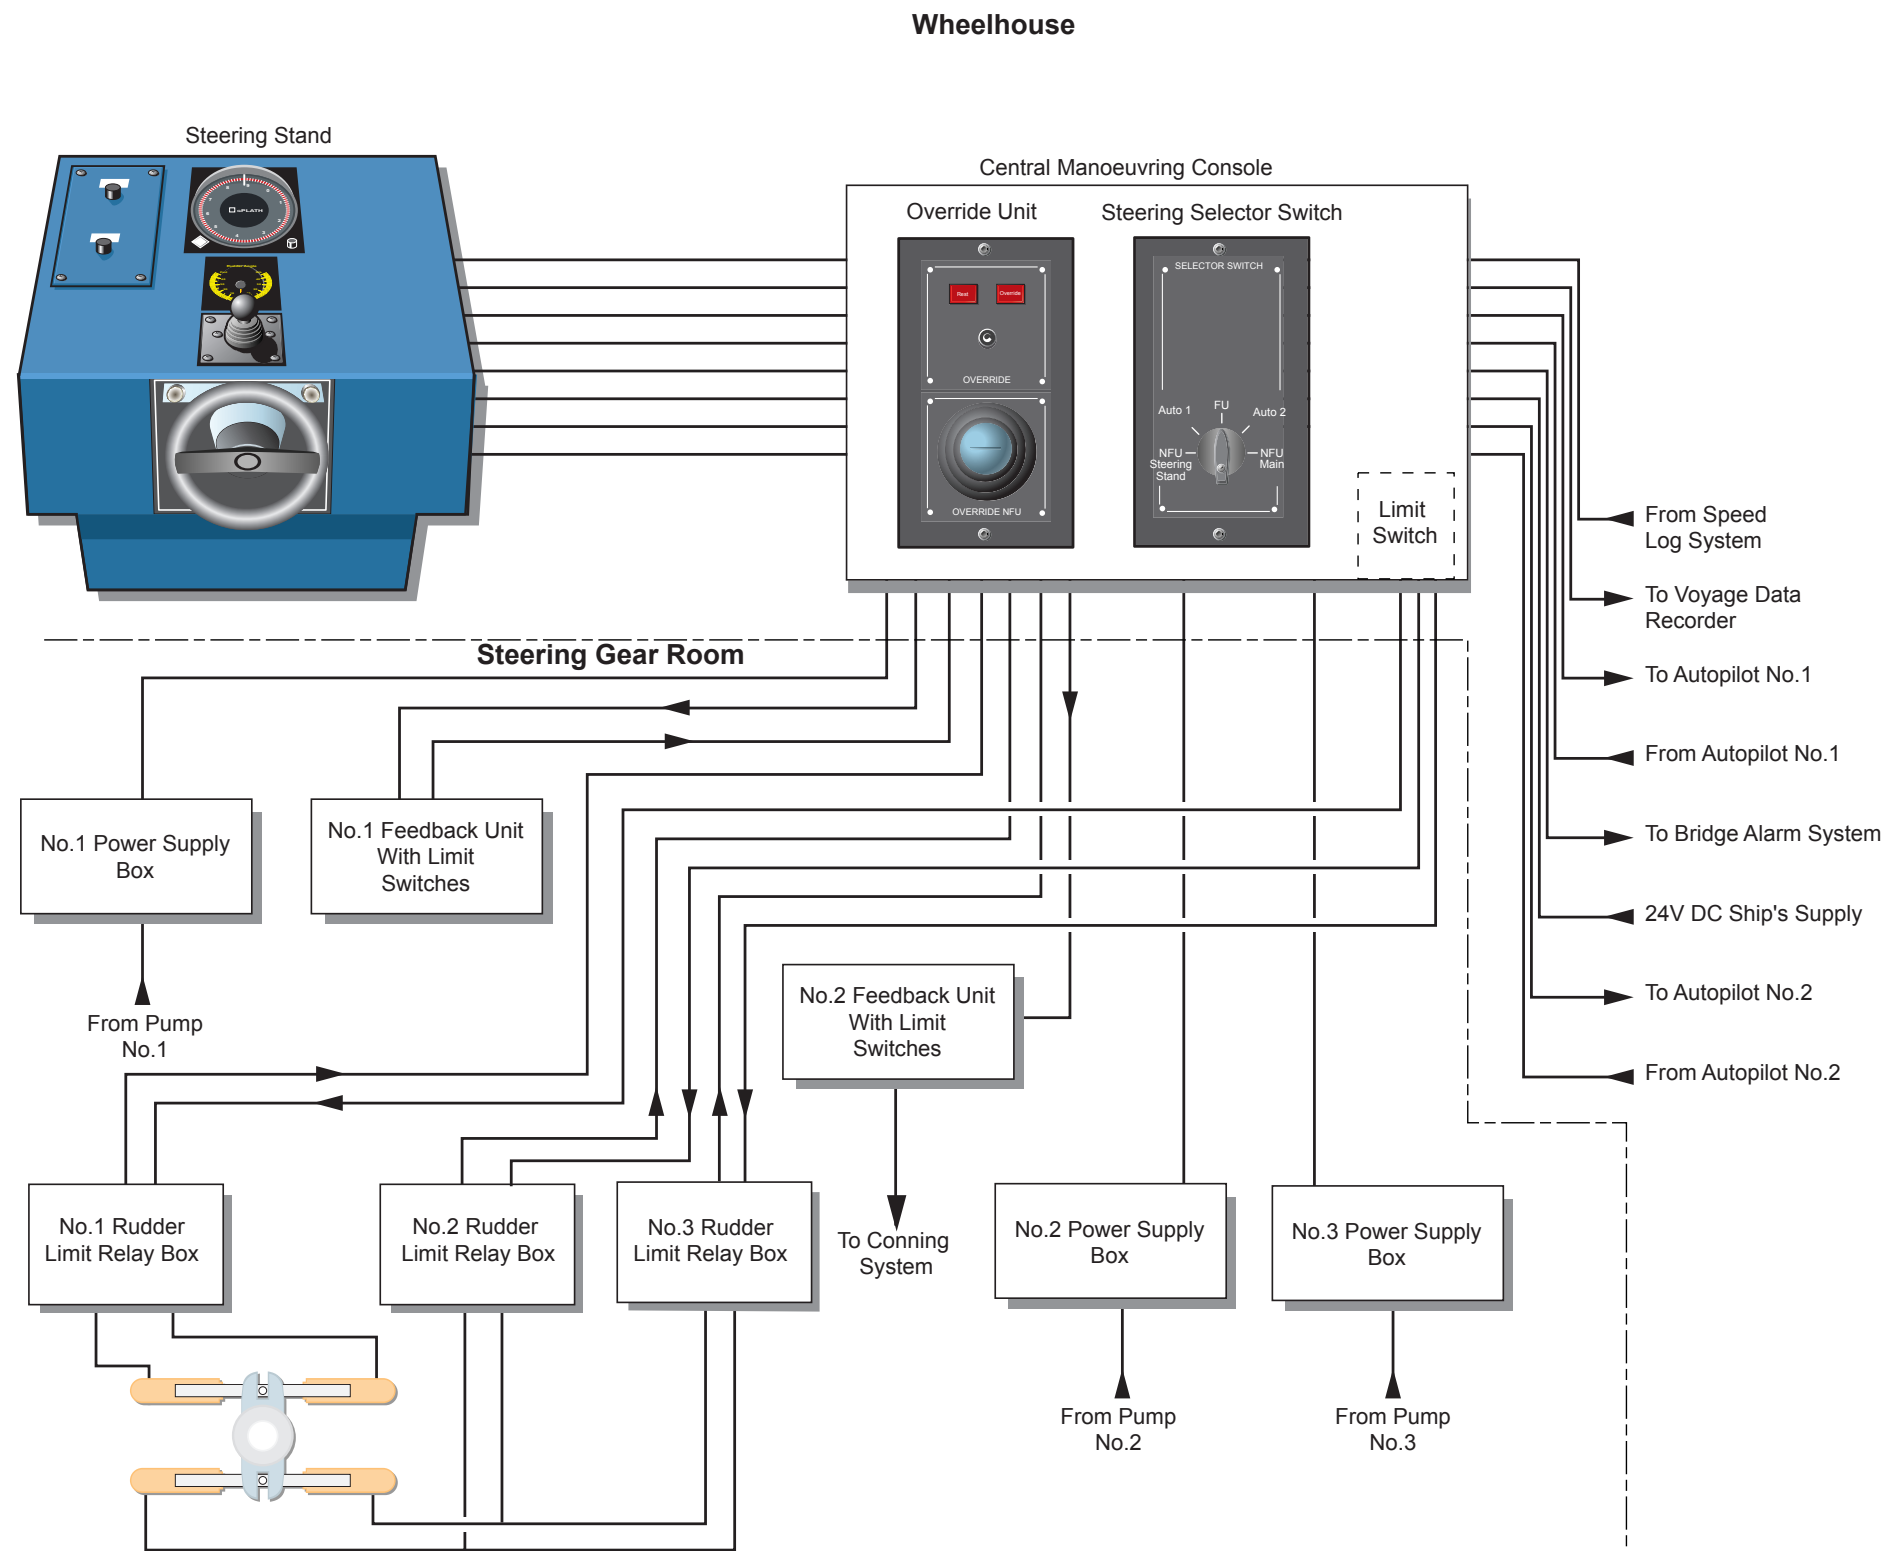 Wheelhouse
Steering Stand
Central Manoeuvring Console
Override Unit
Steering Selector Switch
PLATH
SELECTOR SWITCH
Override
OVERRIDE
Auto 1
FU
Auto 2
NFU
Steering
Stand
NFU
Main
OVERRIDE NFU
Limit
Switch
From Speed
Log System
To Voyage Data
Recorder
Steering Gear Room
To Autopilot No.1
From Autopilot No.1
No.1 Power Supply
Box
No.1 Feedback Unit
With Limit
Switches
To Bridge Alarm System
24V DC Ship's Supply
No.2 Feedback Unit
With Limit
Switches
To Autopilot No.2
From Pump
No.1
From Autopilot No.2
No.1 Rudder
Limit Relay Box
No.2 Rudder
Limit Relay Box
No.3 Rudder
Limit Relay Box
To Conning
System
No.2 Power Supply
Box
No.3 Power Supply
Box
From Pump
No.2
From Pump
No.3